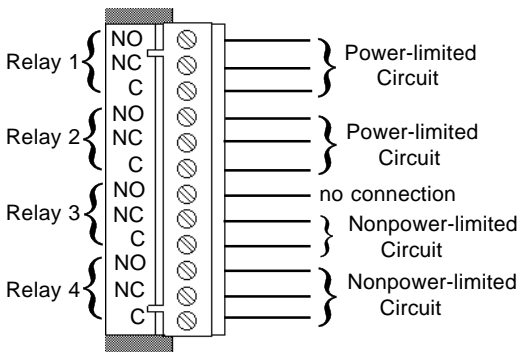 NO
Relay 1
NC
C
Power-limited
Circuit
NO
Relay 2
NC
C
Power-limited
Circuit
NO
no connection
Relay 3
NC
C
Nonpower-limited
Circuit
NO
Relay 4
NC
C
Nonpower-limited
Circuit